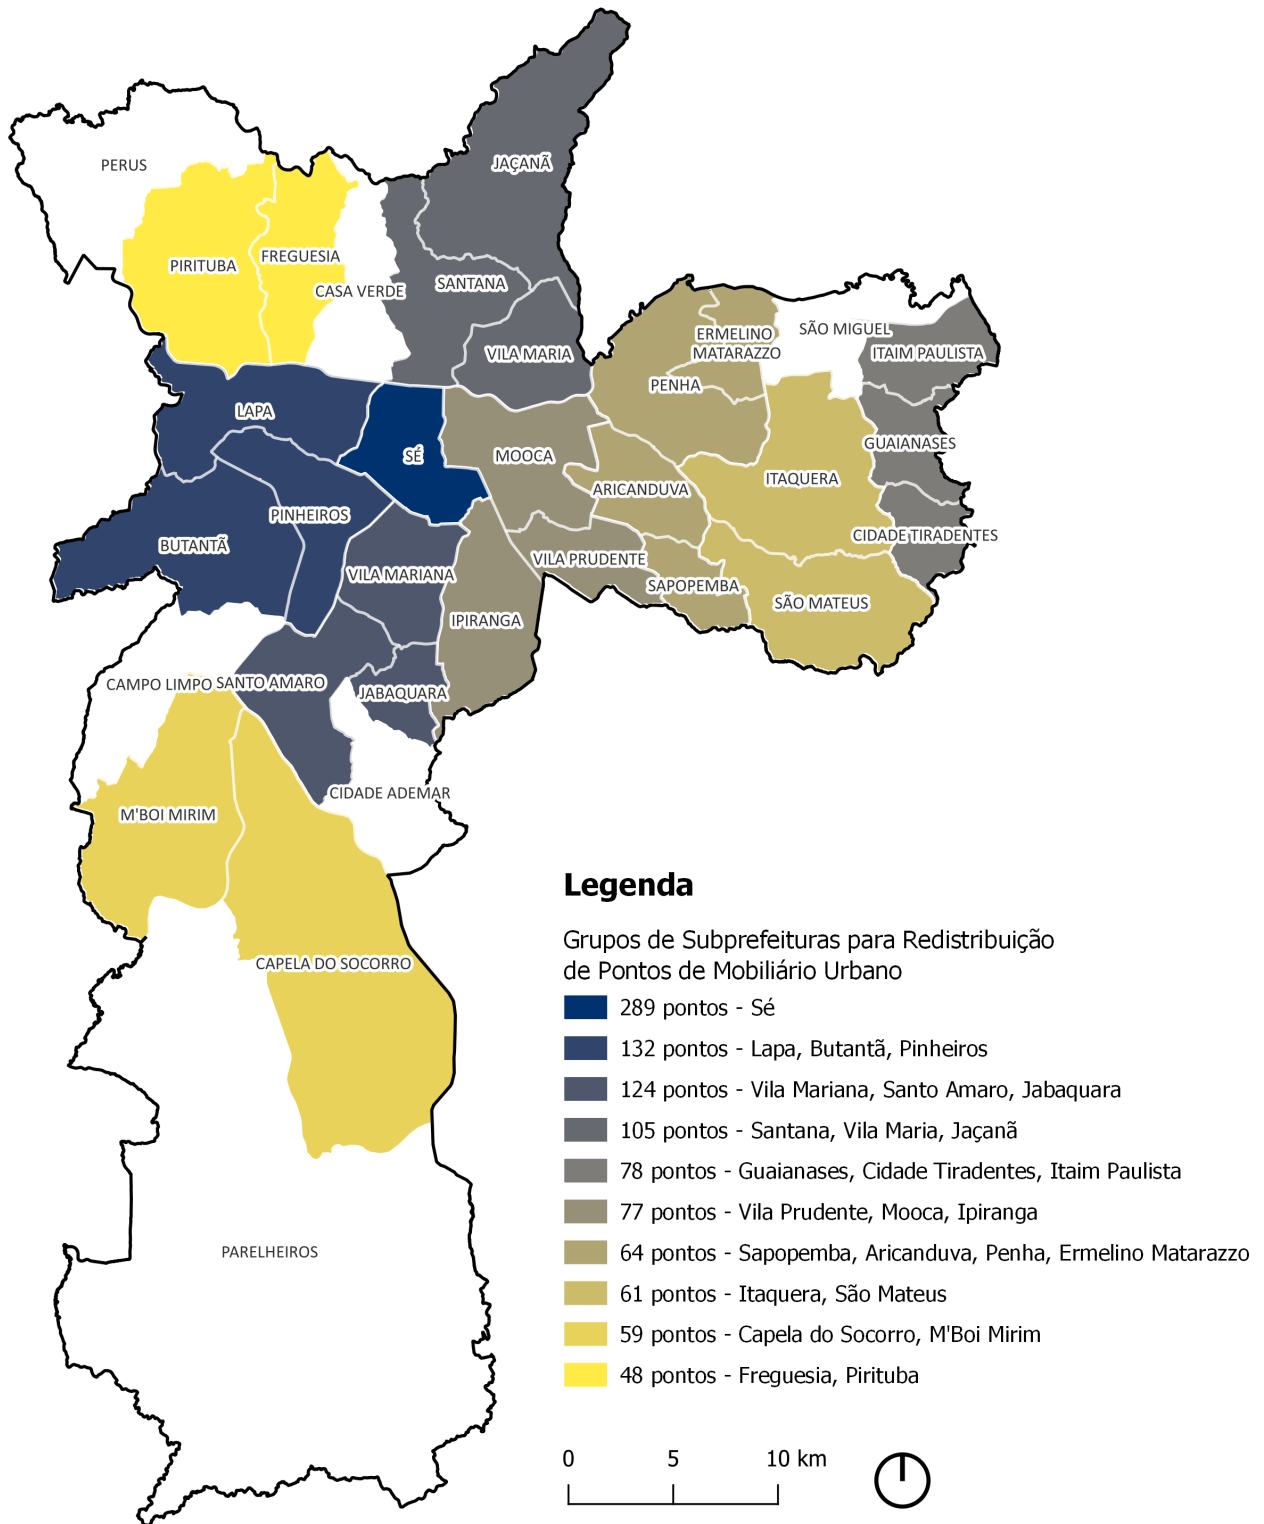 JAÇANÃ
PERUS
FREGUESIA
PIRITUBA
SANTANA
CASA VERDE
SÃO MIGUEL
ERMELINO
MATARAZZO
ITAIM PAULISTA
VILA MARIA
PENHA
LAPA
GUAIANASES
SÉ
MOOCA
ITAQUERA
ARICANDUVA
PINHEIROS
CIDADE TIRADENTES
BUTANTÃ
VILA PRUDENTE
VILA MARIANA
SAPOPEMBA
SÃO MATEUS
IPIRANGA
CAMPO LIMPO
SANTO AMARO
JABAQUARA
CIDADE ADEMAR
M'BOI MIRIM
CAPELA DO SOCORRO
PARELHEIROS
Legenda
Grupos de Subprefeituras para Redistribuição
de Pontos de Mobiliário Urbano
289 pontos - Sé
132 pontos - Lapa, Butantã, Pinheiros
124 pontos - Vila Mariana, Santo Amaro, Jabaquara
105 pontos - Santana, Vila Maria, Jaçanã
78 pontos - Guaianases, Cidade Tiradentes, Itaim Paulista
77 pontos - Vila Prudente, Mooca, Ipiranga
64 pontos - Sapopemba, Aricanduva, Penha, Ermelino Matarazzo
61 pontos - Itaquera, São Mateus
59 pontos - Capela do Socorro, M'Boi Mirim
48 pontos - Freguesia, Pirituba
0 5 10 km